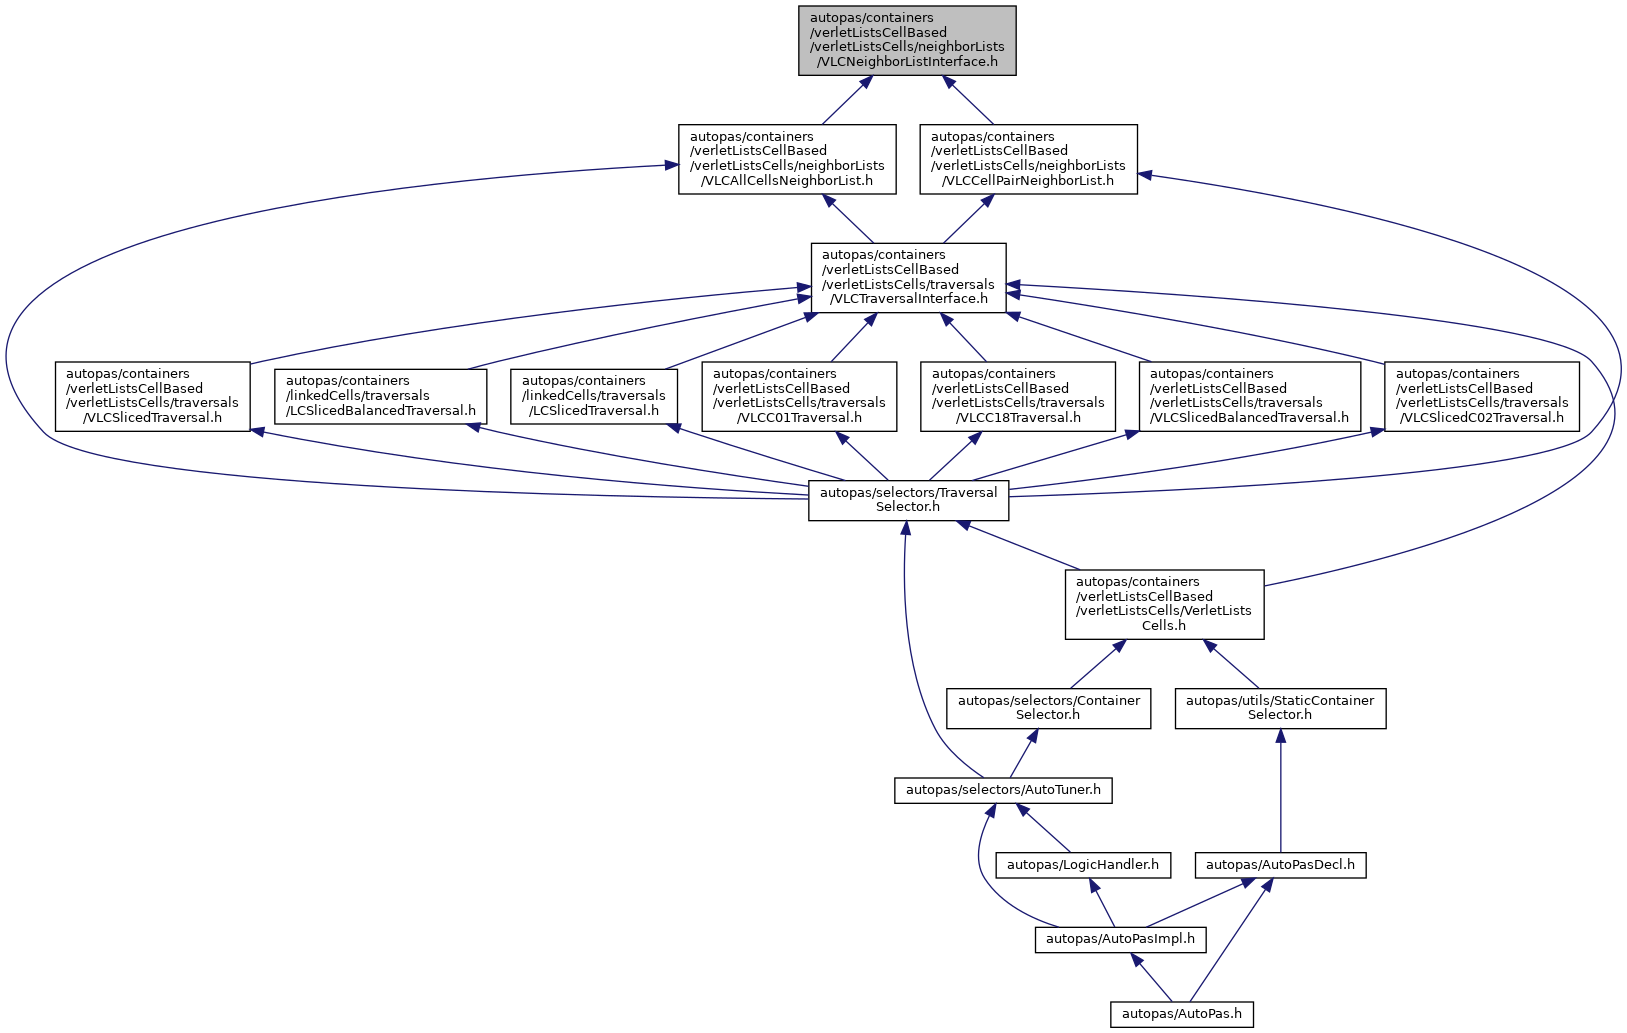 autopas/containers
/verletListsCellBased
/verletListsCells/neighborLists
/VLCNeighborListInterface.h
autopas/containers
/verletListsCellBased
/verletListsCells/neighborLists
/VLCAllCellsNeighborList.h
autopas/containers
/verletListsCellBased
/verletListsCells/neighborLists
/VLCCellPairNeighborList.h
autopas/containers
/verletListsCellBased
/verletListsCells/traversals
/VLCTraversalInterface.h
autopas/containers
/verletListsCellBased
/verletListsCells/traversals
/VLCSlicedTraversal.h
autopas/containers
/linkedCells/traversals
/LCSlicedBalancedTraversal.h
autopas/containers
/linkedCells/traversals
/LCSlicedTraversal.h
autopas/containers
/verletListsCellBased
/verletListsCells/traversals
/VLCC01Traversal.h
autopas/containers
/verletListsCellBased
/verletListsCells/traversals
/VLCC18Traversal.h
autopas/containers
/verletListsCellBased
/verletListsCells/traversals
/VLCSlicedBalancedTraversal.h
autopas/containers
/verletListsCellBased
/verletListsCells/traversals
/VLCSlicedC02Traversal.h
autopas/selectors/Traversal
Selector.h
autopas/containers
/verletListsCellBased
/verletListsCells/VerletLists
Cells.h
autopas/selectors/Container
Selector.h
autopas/utils/StaticContainer
Selector.h
autopas/selectors/AutoTuner.h
autopas/LogicHandler.h
autopas/AutoPasDecl.h
autopas/AutoPasImpl.h
autopas/AutoPas.h